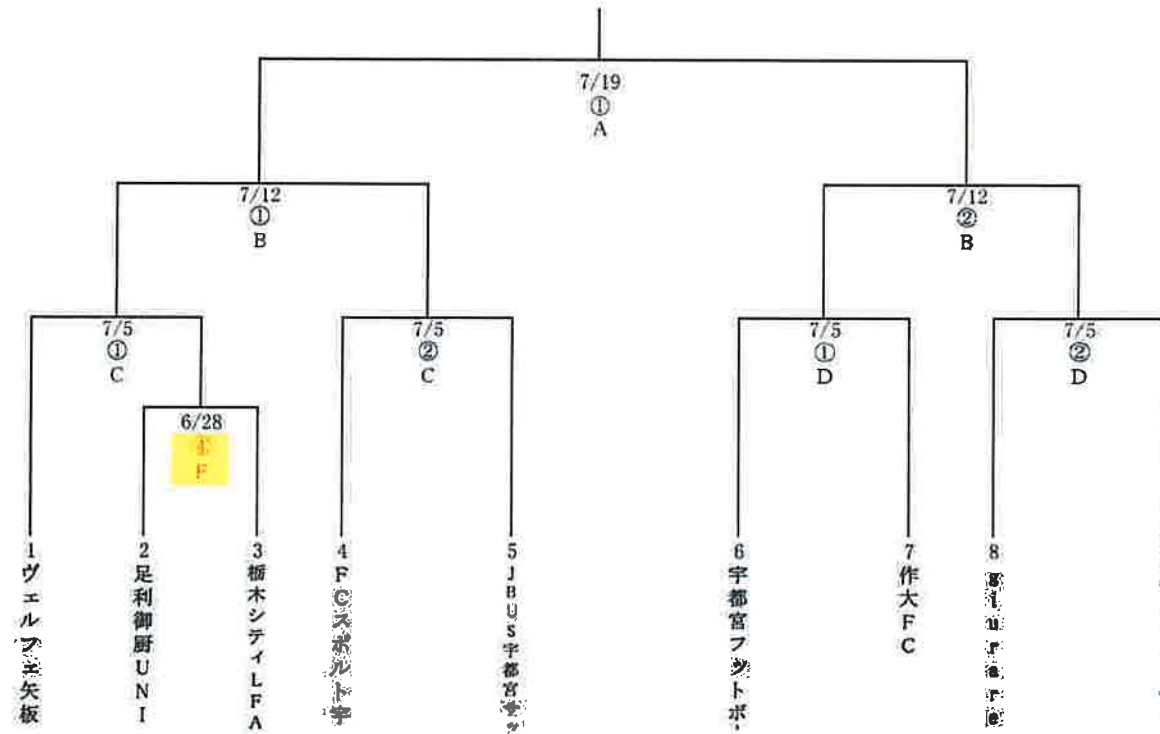 7/19
①
A
7/12
①
B
7/12
②
B
7/5
①
C
7/5
②
C
7/5
①
D
7/5
②
D
6/28
④
F
1 ヴェルフェ矢板
2 足利御厨UNI
3 栃木シティLFA
4 FCスポルト宇
5 JBUS宇都宮サッ
6 宇都宮フットボ
7 作大FC
8